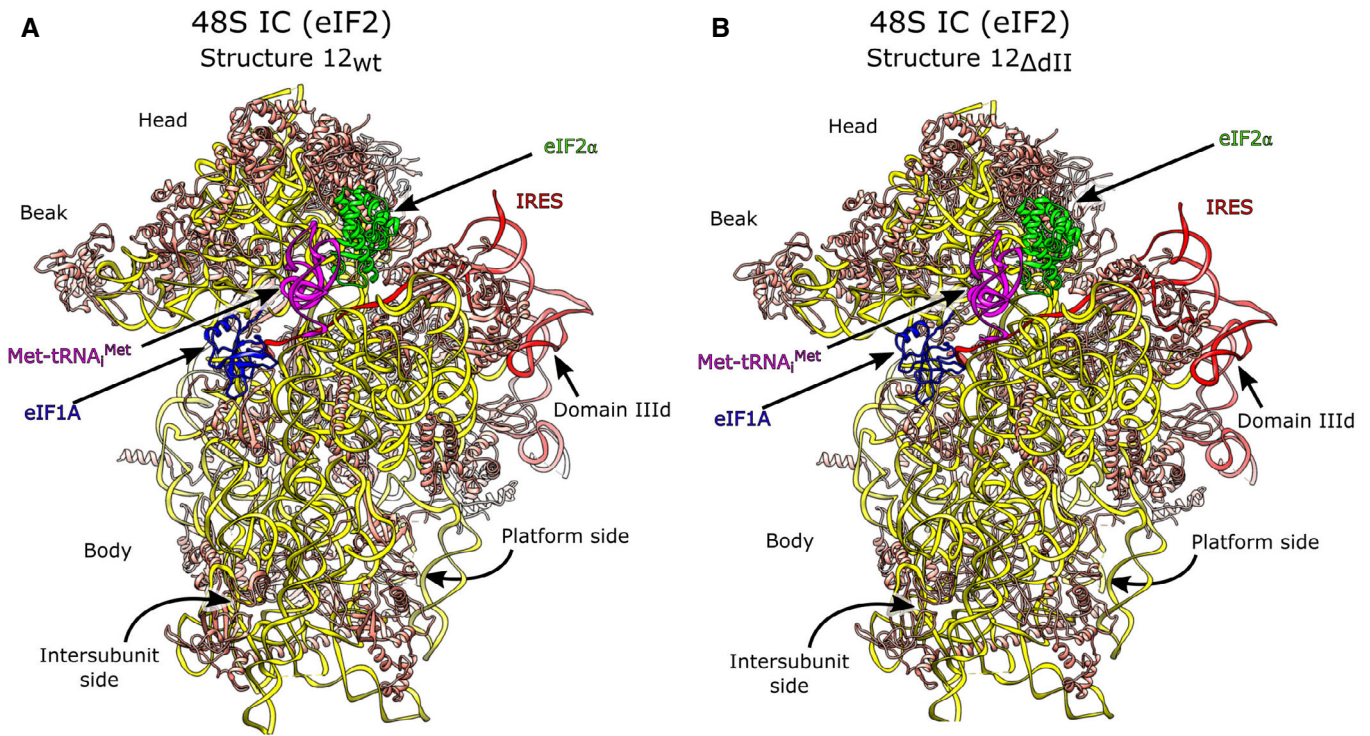 A
48S IC (eIF2)
Structure 12wt
Head
eIF2α
Beak
IRES
Met-tRNAiMet
eIF1A
Domain IIId
Body
Platform side
Intersubunit
side
B
48S IC (eIF2)
Structure 12ΔdII
Head
eIF2α
Beak
IRES
Met-tRNAiMet
eIF1A
Domain IIId
Body
Platform side
Intersubunit
side